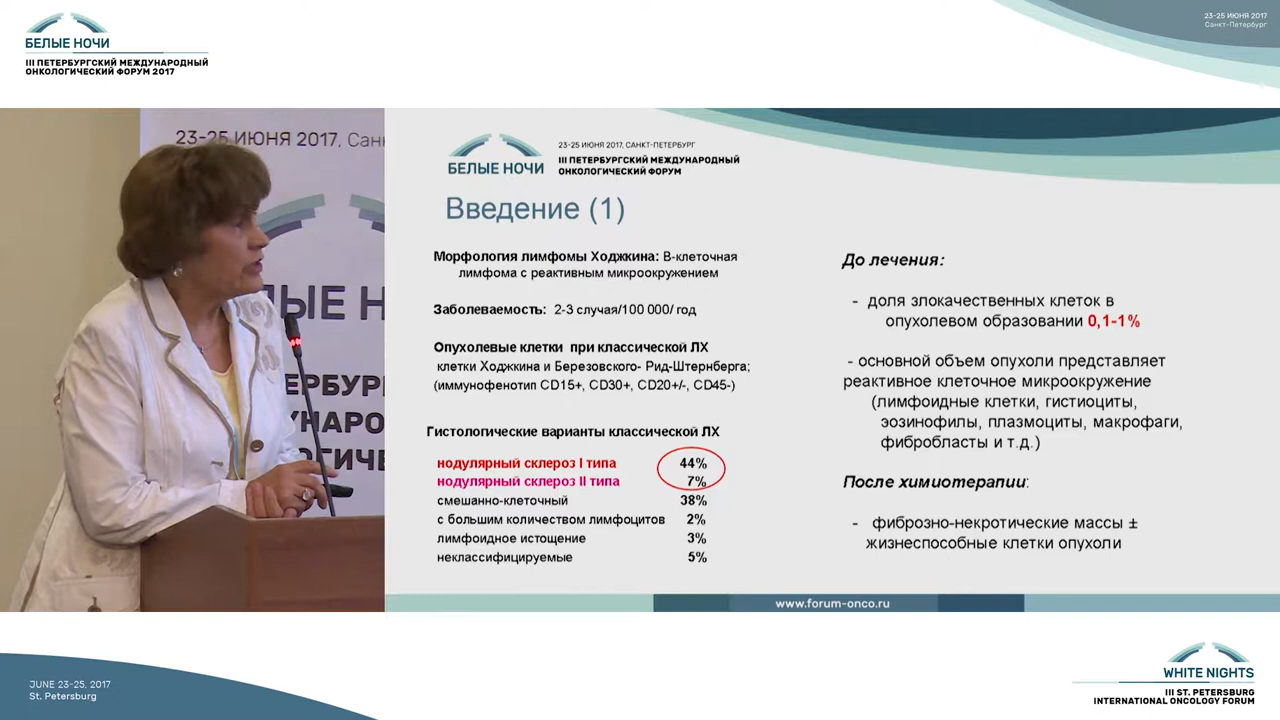 БЕЛЫЕ НОЧИ
III ПЕТЕРБУРГСКИЙ МЕЖДУНАРОДНЫЙ
ОНКОЛОГИЧЕСКИЙ ФОРУМ 2017
23-25 ИЮНЯ 2017
Санкт-Петербург
23-25 ИЮНЯ 2017, Санк
ЛЫЕ Н
ЕРБУР
УНАРО
ЛОГИЧЕС
23-25 ИЮНЯ 2017, САНКТ-ПЕТЕРБУРГ
III ПЕТЕРБУРГСКИЙ МЕЖДУНАРОДНЫЙ
ОНКОЛОГИЧЕСКИЙ ФОРУМ
БЕЛЫЕ НОЧИ
Введение (1)
Морфология лимфомы Ходжкина: В-клеточная
лимфома с реактивным микроокружением
Заболеваемость: 2-3 случая/100 000/ год
Опухолевые клетки при классической ЛХ
клетки Ходжкина и Березовского- Рид-Штернберга;
(иммунофенотип CD15+, CD30+, CD20+/-, CD45-)
Гистологические варианты классической ЛХ
нодулярный склероз I типа 44%
нодулярный склероз II типа 7%
смешанно-клеточный 38%
с большим количеством лимфоцитов 2%
лимфоидное истощение 3%
неклассифицируемые 5%
До лечения:
- доля злокачественных клеток в
опухолевом образовании 0,1-1%
- основной объем опухоли представляет
реактивное клеточное микроокружение
(лимфоидные клетки, гистиоциты,
эозинофилы, плазмоциты, макрофаги,
фибробласты и т.д.)
После химиотерапии:
- фиброзно-некротические массы ±
жизнеспособные клетки опухоли
www.forum-onco.ru
JUNE 23-25, 2017
St. Petersburg
WHITE NIGHTS
III ST. PETERSBURG
INTERNATIONAL ONCOLOGY FORUM